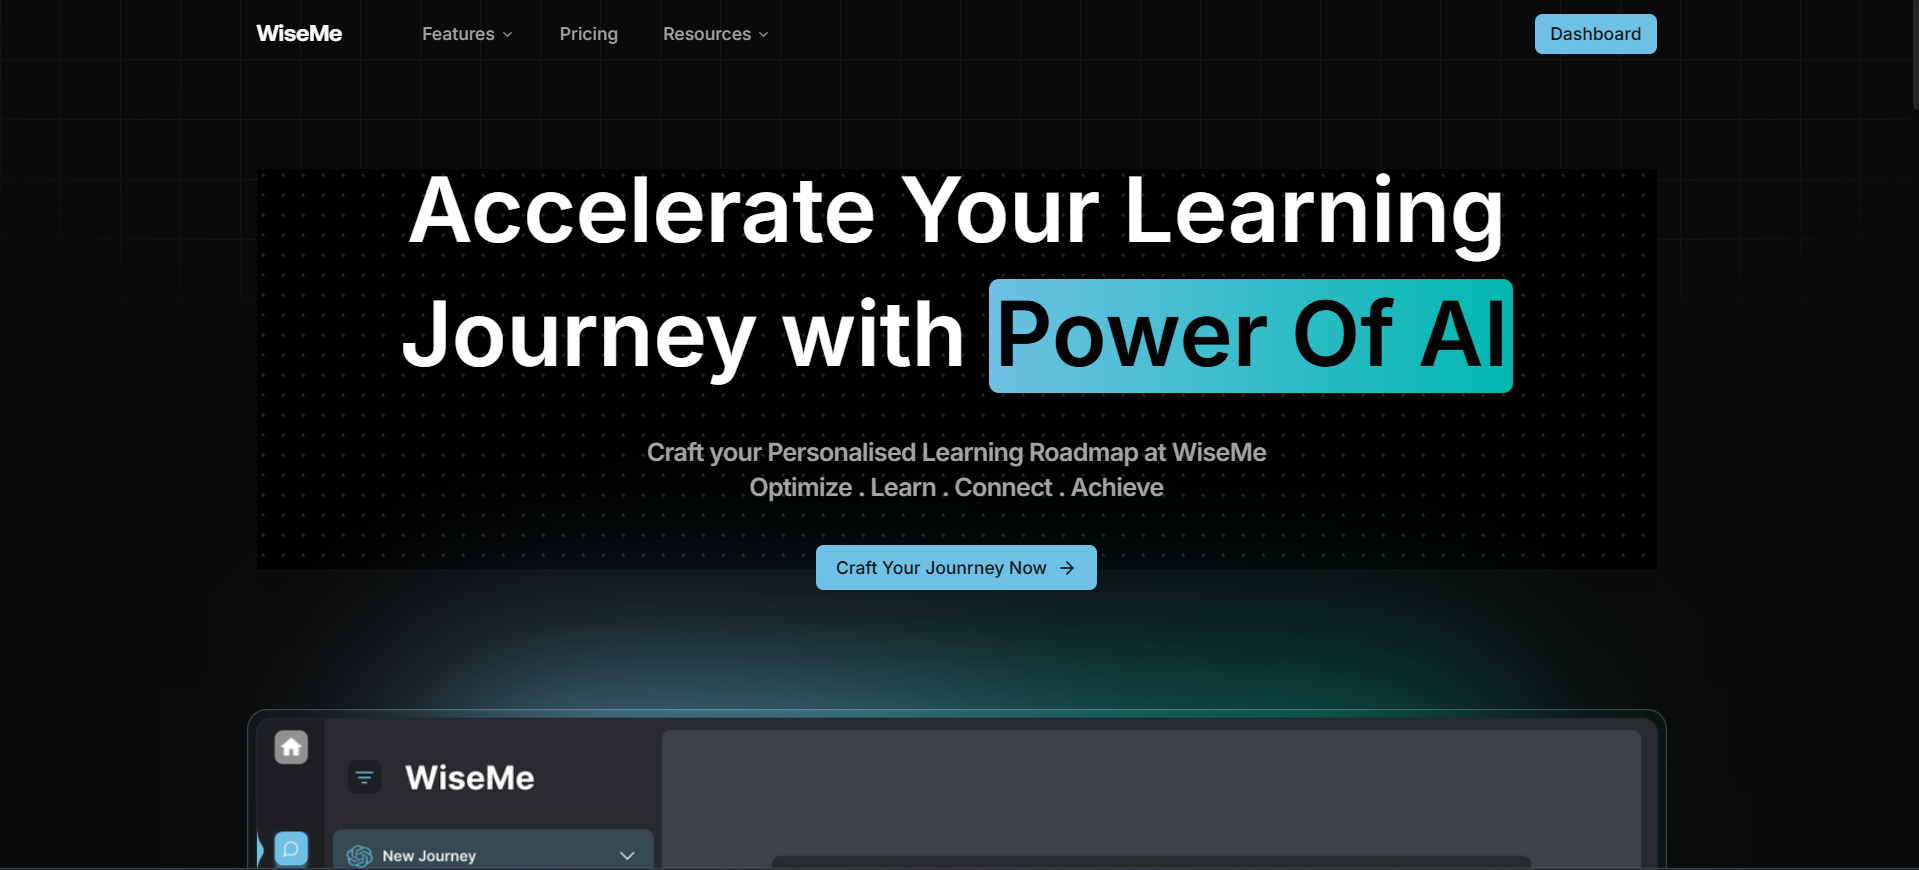 WiseMe
Features
Pricing
Resources
Dashboard
Accelerate Your Learning
Journey with Power Of AI
Craft your Personalised Learning Roadmap at WiseMe
Optimize . Learn . Connect . Achieve
Craft Your Jounrney Now
WiseMe
New Journey